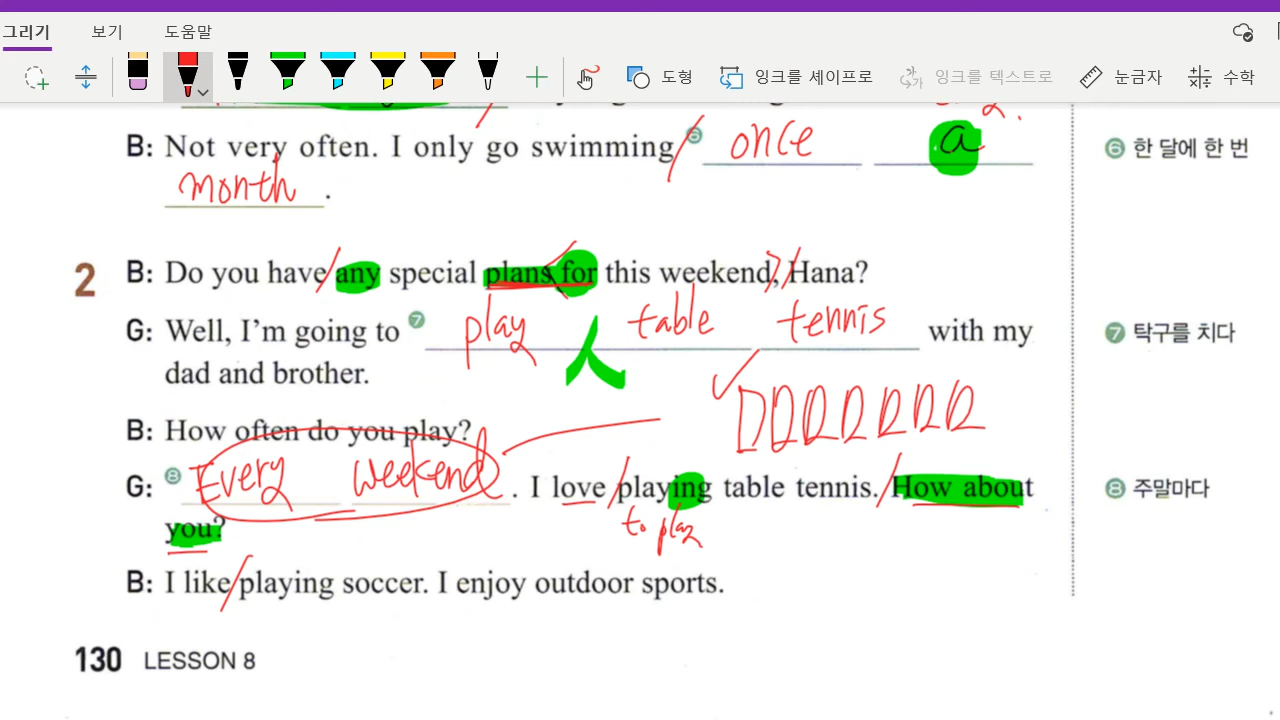 그리기 보기 도움말
도형 잉크를 셰이프로 잉크를 텍스트로 눈금자 수학
B: Not very often. I only go swimming ⑥ once a ⑥ 한 달에 한 번
month .
2 B: Do you have any special plans for this weekend, Hana?
G: Well, I'm going to ⑦ play table tennis with my ⑦ 탁구를 치다
dad and brother.
B: How often do you play?
G: ⑧ Every weekend . I love playing table tennis. How about ⑧ 주말마다
to play
you?
B: I like playing soccer. I enjoy outdoor sports.
130 LESSON 8